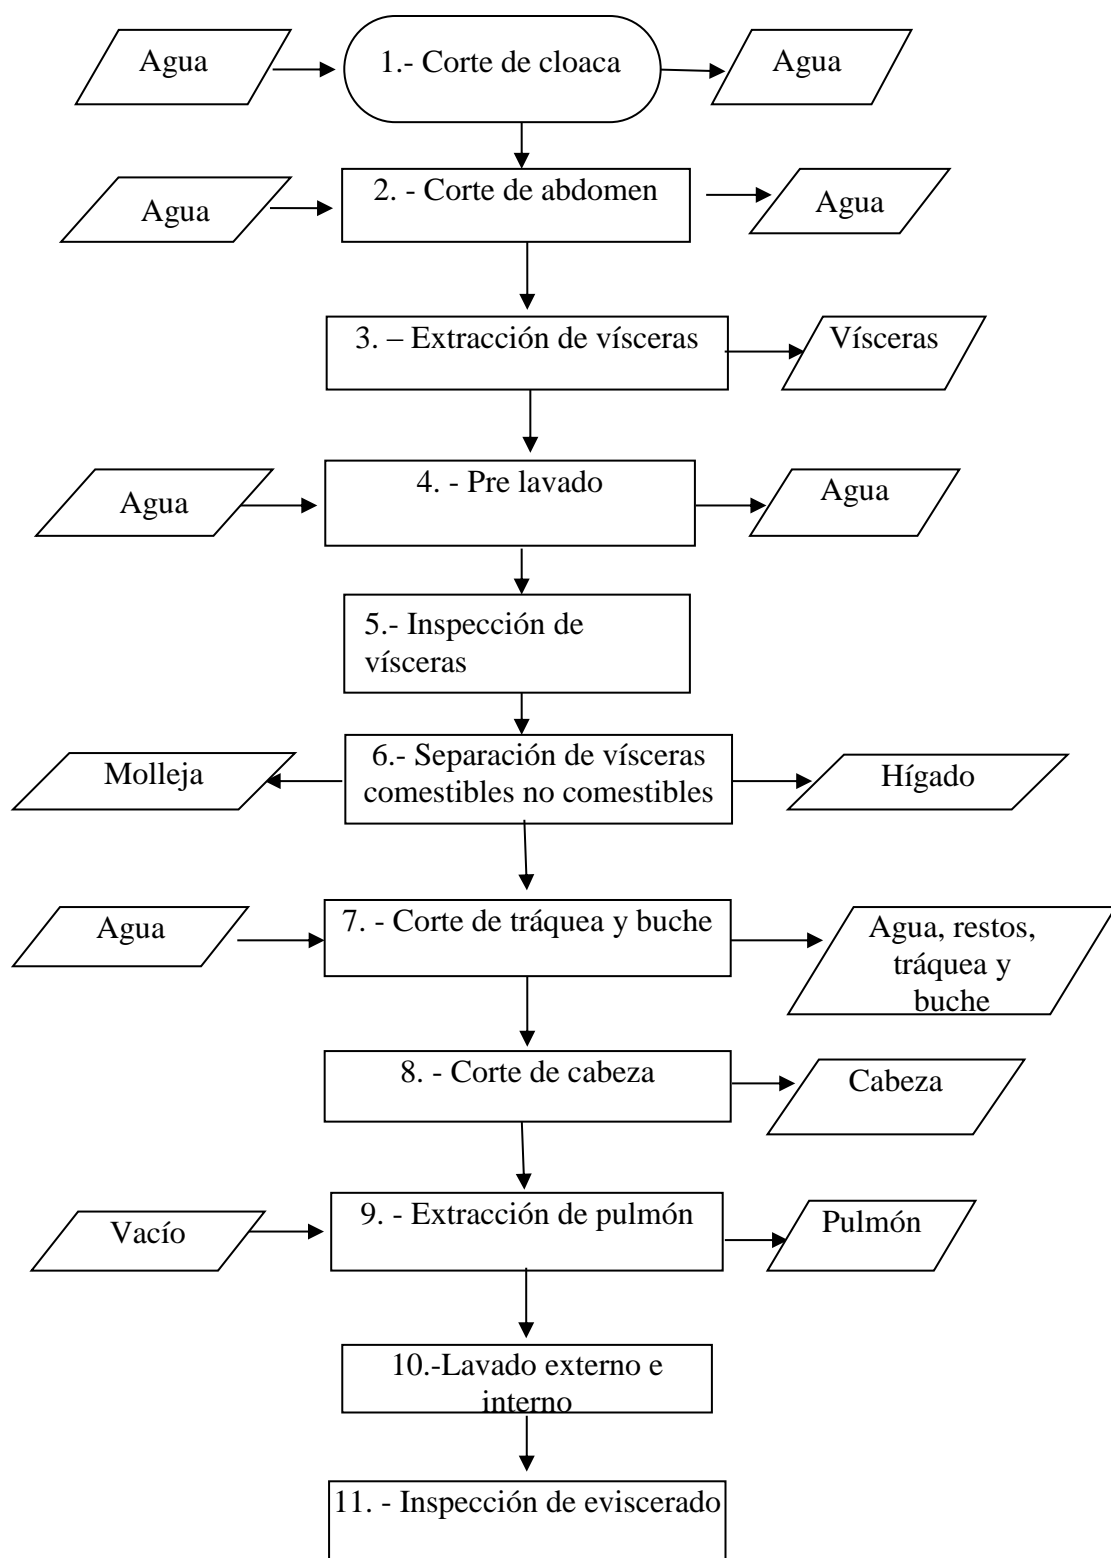 Agua
1.- Corte de cloaca
Agua
Agua
2. - Corte de abdomen
Agua
3. – Extracción de vísceras
Vísceras
Agua
4. - Pre lavado
Agua
5.- Inspección de
vísceras
Molleja
6.- Separación de vísceras
comestibles no comestibles
Hígado
Agua
7. - Corte de tráquea y buche
Agua, restos,
tráquea y
buche
8. - Corte de cabeza
Cabeza
Vacío
9. - Extracción de pulmón
Pulmón
10.-Lavado externo e
interno
11. - Inspección de eviscerado